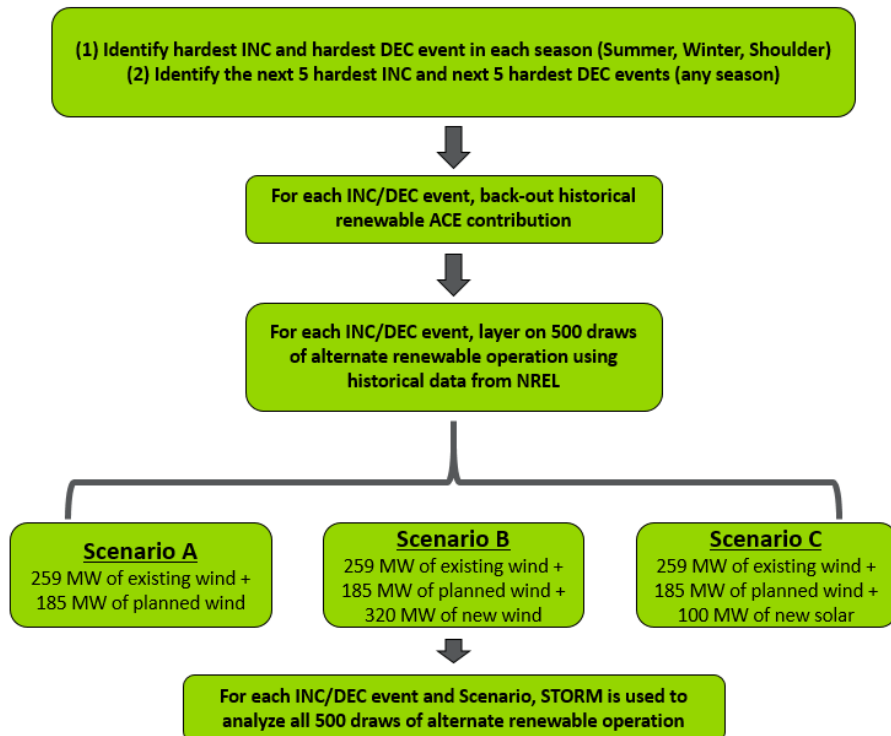 (1) Identify hardest INC and hardest DEC event in each season (Summer, Winter, Shoulder)
(2) Identify the next 5 hardest INC and next 5 hardest DEC events (any season)
For each INC/DEC event, back-out historical
renewable ACE contribution
For each INC/DEC event, layer on 500 draws
of alternate renewable operation using
historical data from NREL
Scenario A
259 MW of existing wind +
185 MW of planned wind
Scenario B
259 MW of existing wind +
185 MW of planned wind +
320 MW of new wind
Scenario C
259 MW of existing wind +
185 MW of planned wind +
100 MW of new solar
For each INC/DEC event and Scenario, STORM is used to
analyze all 500 draws of alternate renewable operation